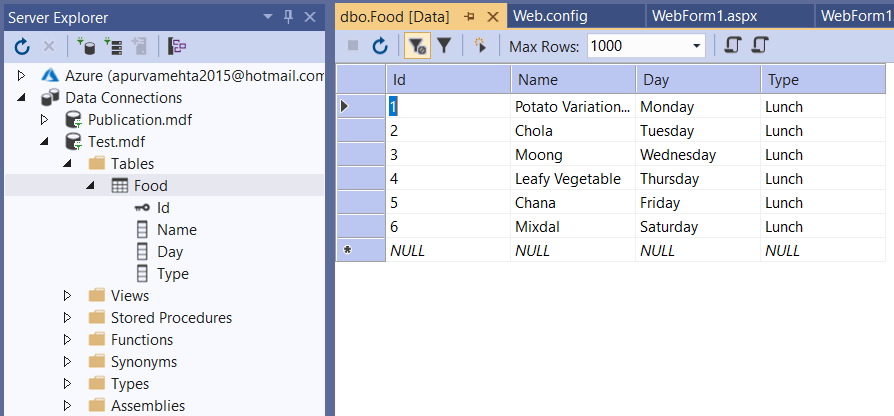 Server Explorer
Azure (apurvamehta2015@hotmail.com
Data Connections
Publication.mdf
Test.mdf
Tables
Food
Id
Name
Day
Type
Views
Stored Procedures
Functions
Synonyms
Types
Assemblies
dbo.Food [Data] Web.config WebForm1.aspx WebForm1
Max Rows: 1000
Id Name Day Type
1 Potato Variation... Monday Lunch
2 Chola Tuesday Lunch
3 Moong Wednesday Lunch
4 Leafy Vegetable Thursday Lunch
5 Chana Friday Lunch
6 Mixdal Saturday Lunch
NULL NULL NULL NULL